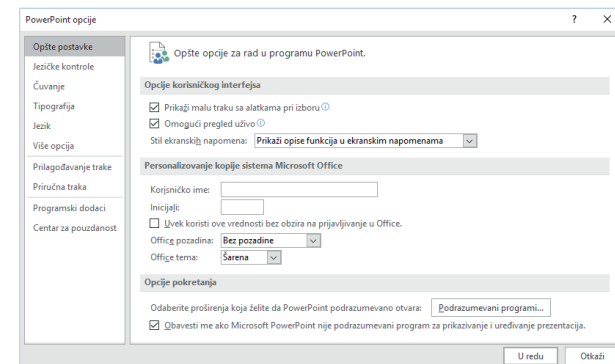 PowerPoint opcije ? ×
Opšte postavke
Jezičke kontrole
Čuvanje
Tipografija
Jezik
Više opcija
Prilagođavanje trake
Priručna traka
Programski dodaci
Centar za pouzdanost
Opšte opcije za rad u programu PowerPoint.
Opcije korisničkog interfejsa
Prikaži malu traku sa alatkama pri izboru
Omogući pregled uživo
Stil ekranskih napomena: Prikaži opise funkcija u ekranskim napomenama
Personalizovanje kopije sistema Microsoft Office
Korisničko ime:
Inicijali:
Uvek koristi ove vrednosti bez obzira na prijavljivanje u Office.
Office pozadina: Bez pozadine
Office tema: Šarena
Opcije pokretanja
Odaberite proširenja koja želite da PowerPoint podrazumevano otvara: Podrazumevani programi...
Obavesti me ako Microsoft PowerPoint nije podrazumevani program za prikazivanje i uređivanje prezentacija.
U redu Otkaži